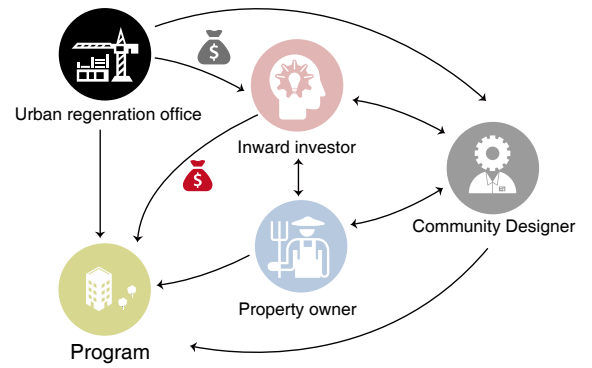 $
Urban regenration office
Inward investor
$
Community Designer
Property owner
Program